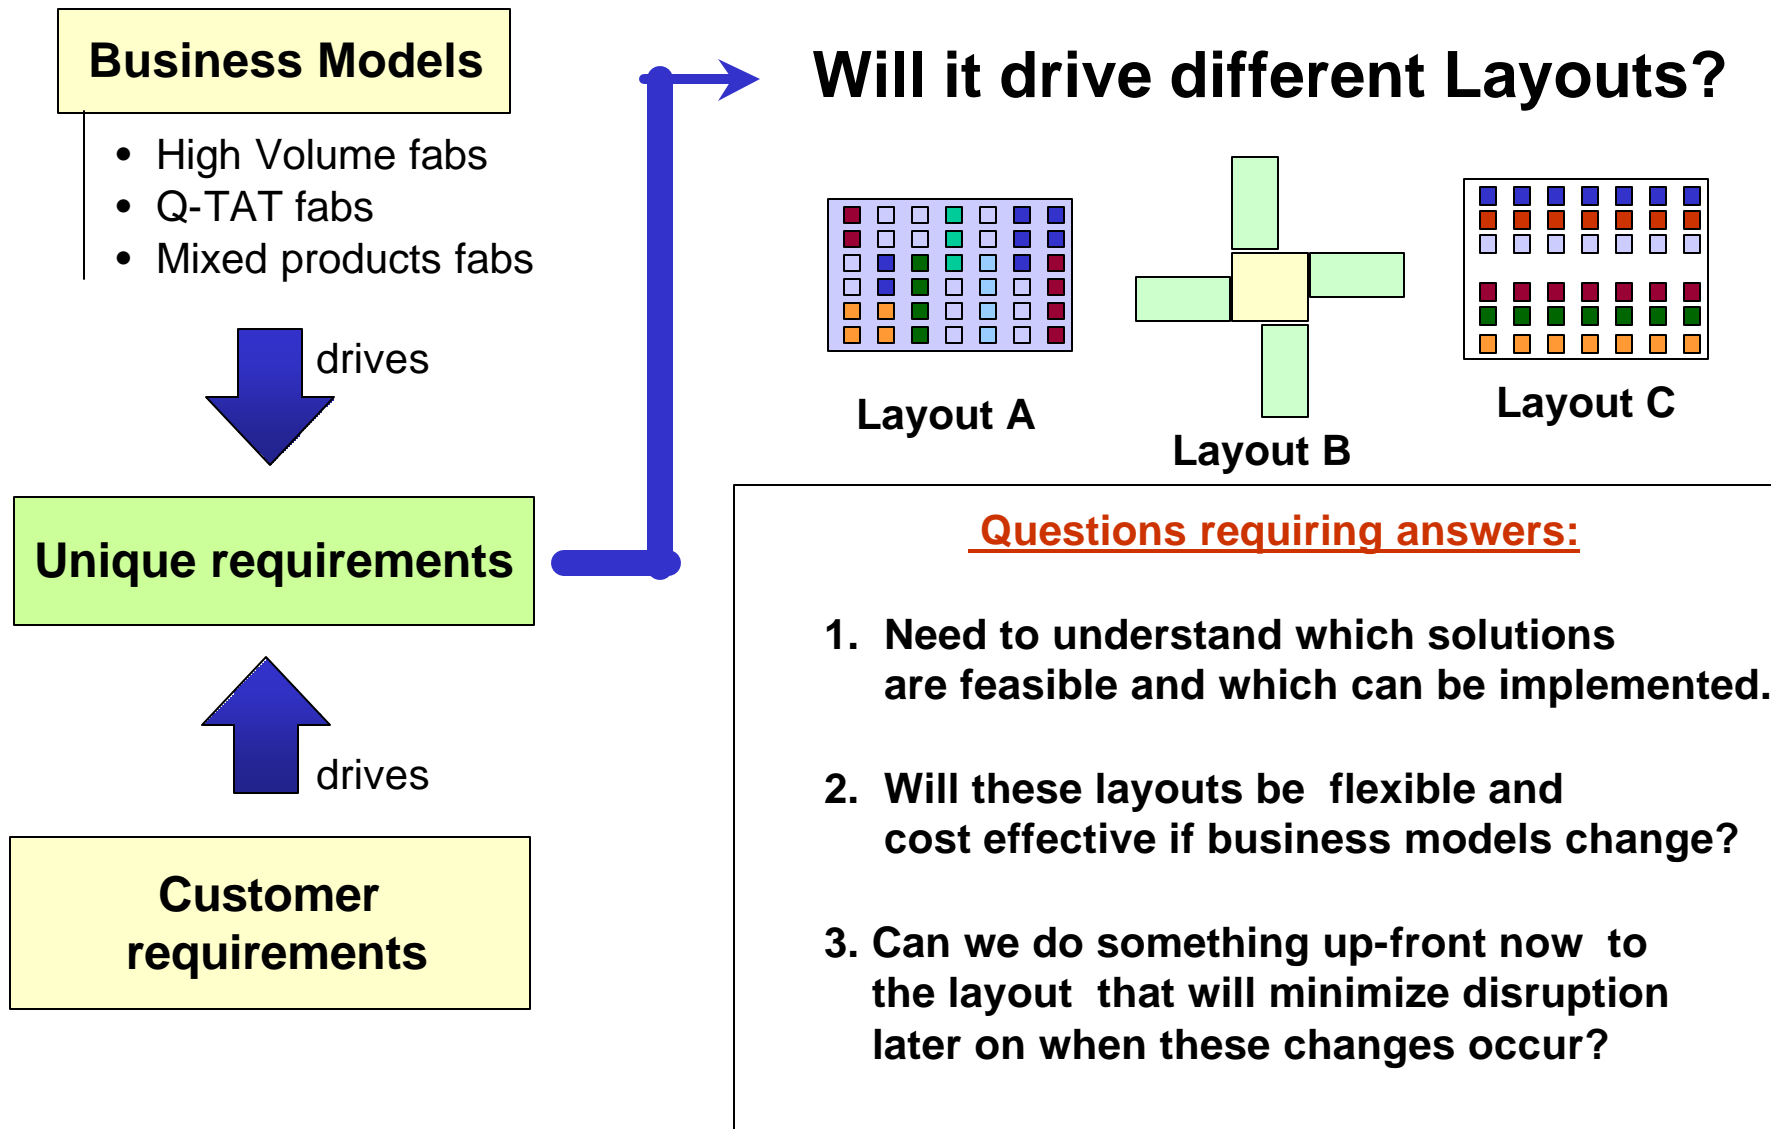 Business Models
• High Volume fabs
• Q-TAT fabs
• Mixed products fabs
drives
Unique requirements
drives
Customer
requirements
Will it drive different Layouts?
Layout A
Layout B
Layout C
Questions requiring answers:
1. Need to understand which solutions
are feasible and which can be implemented.
2. Will these layouts be flexible and
cost effective if business models change?
3. Can we do something up-front now to
the layout that will minimize disruption
later on when these changes occur?